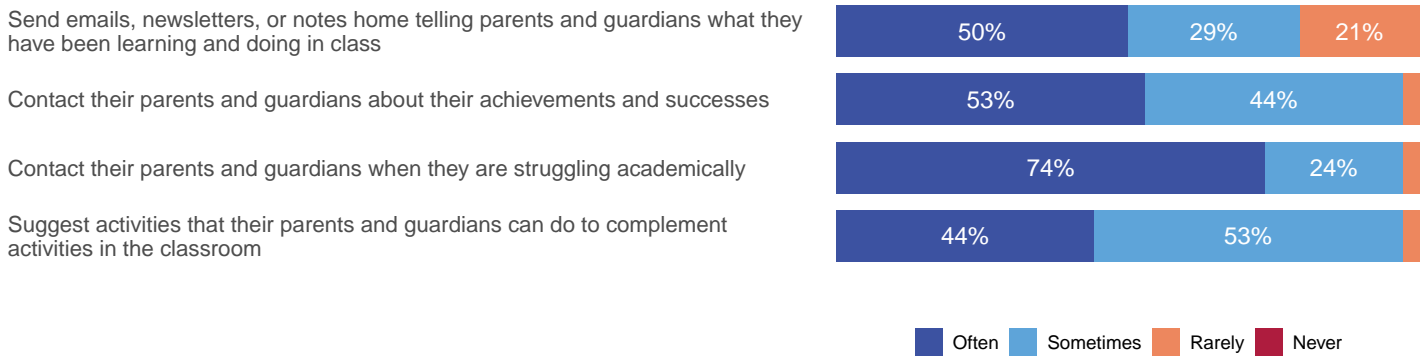 Send emails, newsletters, or notes home telling parents and guardians what they
have been learning and doing in class
50% 29% 21%
Contact their parents and guardians about their achievements and successes
53% 44%
Contact their parents and guardians when they are struggling academically
74% 24%
Suggest activities that their parents and guardians can do to complement
activities in the classroom
44% 53%
Often Sometimes Rarely Never